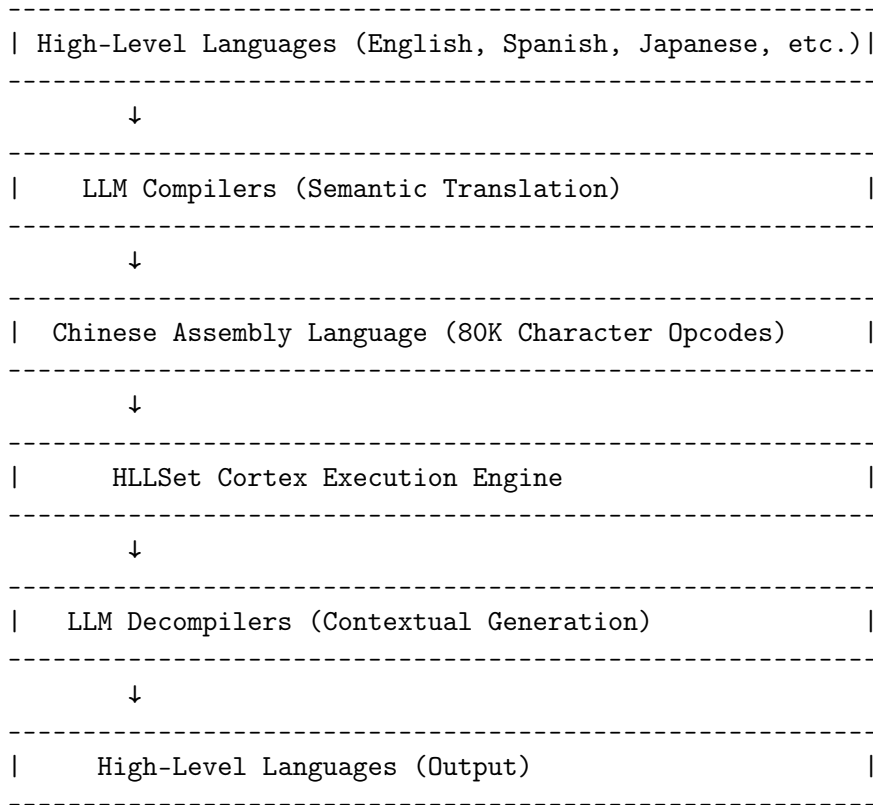 -----------------------------------------------------------
| High-Level Languages (English, Spanish, Japanese, etc.)|
-----------------------------------------------------------
↓
-----------------------------------------------------------
| LLM Compilers (Semantic Translation) |
-----------------------------------------------------------
↓
-----------------------------------------------------------
| Chinese Assembly Language (80K Character Opcodes) |
-----------------------------------------------------------
↓
-----------------------------------------------------------
| HLLSet Cortex Execution Engine |
-----------------------------------------------------------
↓
-----------------------------------------------------------
| LLM Decompilers (Contextual Generation) |
-----------------------------------------------------------
↓
-----------------------------------------------------------
| High-Level Languages (Output) |
-----------------------------------------------------------